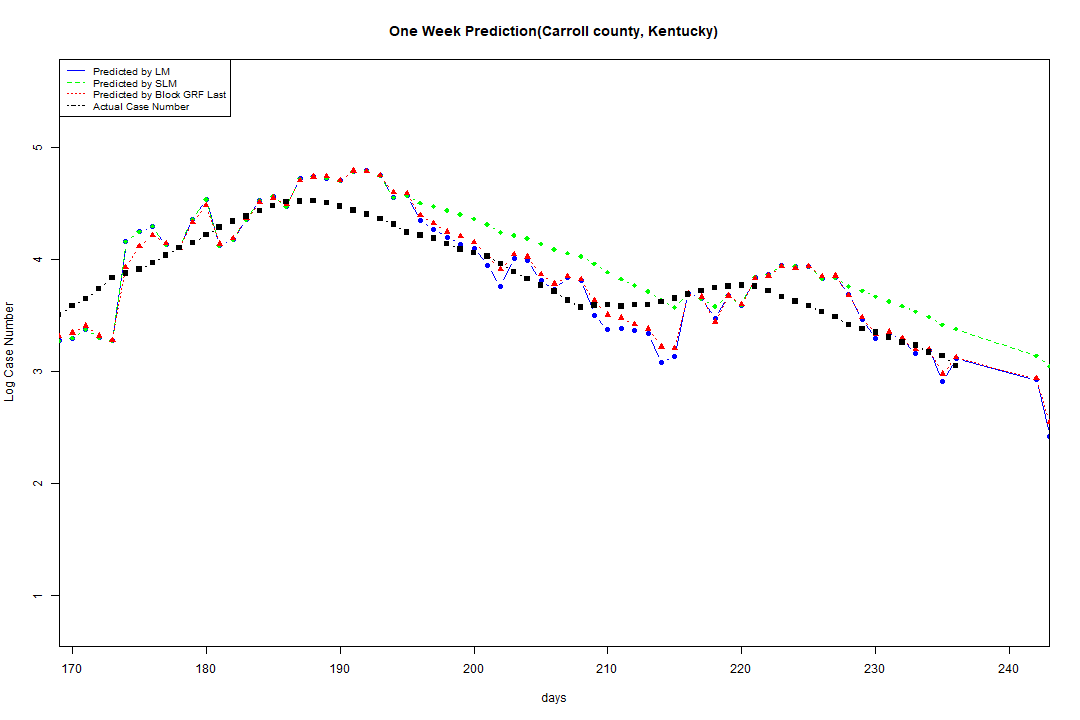 One Week Prediction(Carroll county, Kentucky)
Predicted by LM
Predicted by SLM
Predicted by Block GRF Last
Actual Case Number
Log Case Number
5
4
3
2
1
170 180 190 200 210 220 230 240
days